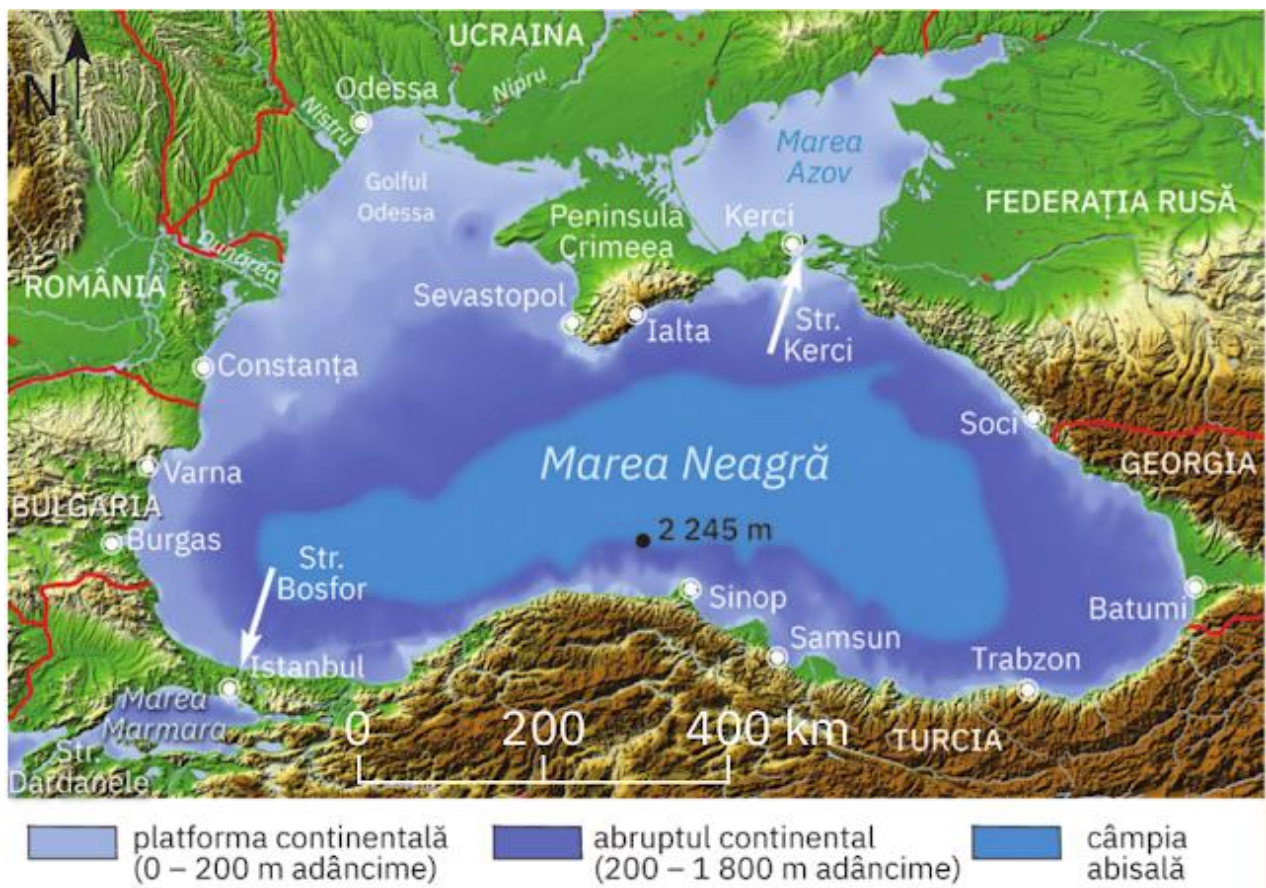 UCRAINA
N
Odessa
Nipru
Nistru
Marea
Azov
Golful
Odessa
FEDERAȚIA RUSĂ
Peninsula
Crimeea
Kerci
Dunărea
ROMÂNIA
Sevastopol
Ialta
Str.
Kerci
Constanța
Soci
Marea Neagră
GEORGIA
Varna
BULGARIA
2 245 m
Burgas
Str.
Bosfor
Sinop
Batumi
Samsun
Istanbul
Trabzon
Marea
Marmara
0 200 400 km
TURCIA
Str.
Dardanele
platforma continentală
(0 – 200 m adâncime)
abruptul continental
(200 – 1 800 m adâncime)
câmpia
abisală